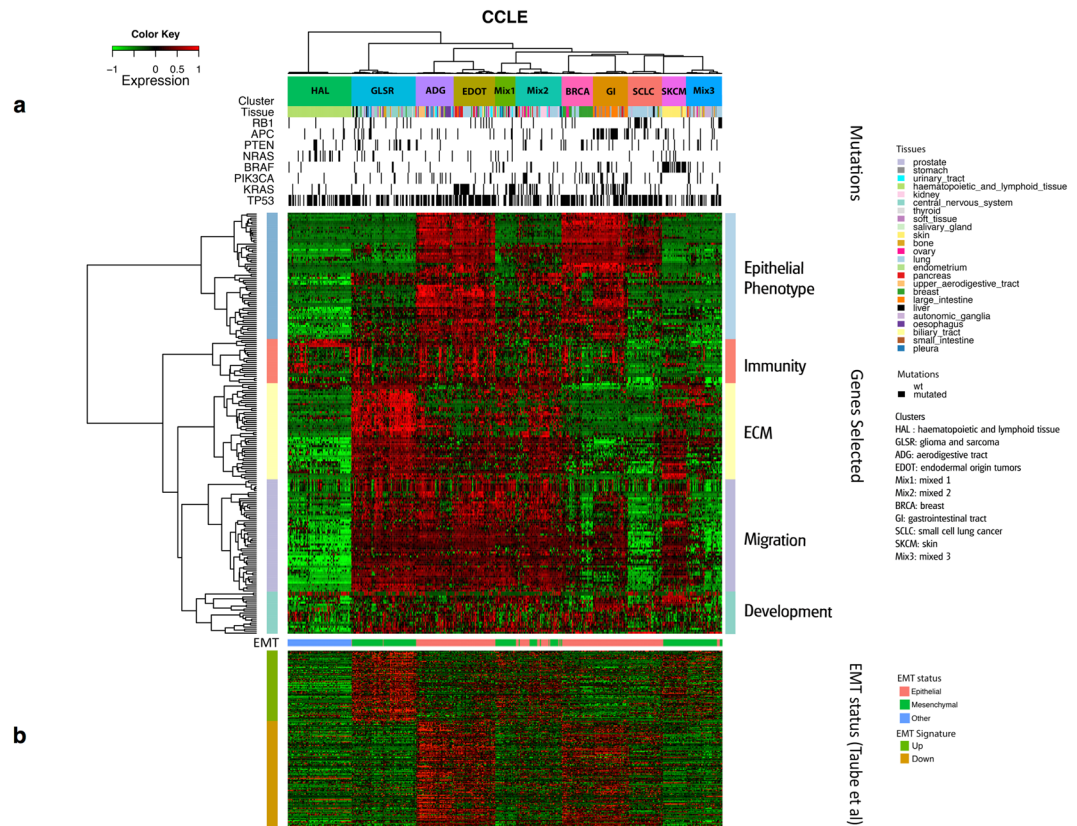 CCLE
Color Key
−1 0 0.5 1
Expression
a
HAL GLSR ADG EDOT Mix1 Mix2 BRCA GI SCLC SKCM Mix3
Cluster
Tissue
RB1
APC
PTEN
NRAS
BRAF
PIK3CA
KRAS
TP53
Mutations
Epithelial
Phenotype
Immunity
ECM
Migration
Development
Genes Selected
Tissues
prostate
stomach
urinary_tract
haematopoietic_and_lymphoid_tissue
kidney
central_nervous_system
thyroid
soft_tissue
salivary_gland
skin
bone
ovary
lung
endometrium
pancreas
upper_aerodigestive_tract
breast
large_intestine
liver
autonomic_ganglia
oesophagus
biliary_tract
small_intestine
pleura
Mutations
wt
mutated
Clusters
HAL : haematopoietic and lymphoid tissue
GLSR: glioma and sarcoma
ADG: aerodigestive tract
EDOT: endodermal origin tumors
Mix1: mixed 1
Mix2: mixed 2
BRCA: breast
GI: gastrointestinal tract
SCLC: small cell lung cancer
SKCM: skin
Mix3: mixed 3
EMT
b
EMT status (Taube et al)
EMT status
Epithelial
Mesenchymal
Other
EMT Signature
Up
Down